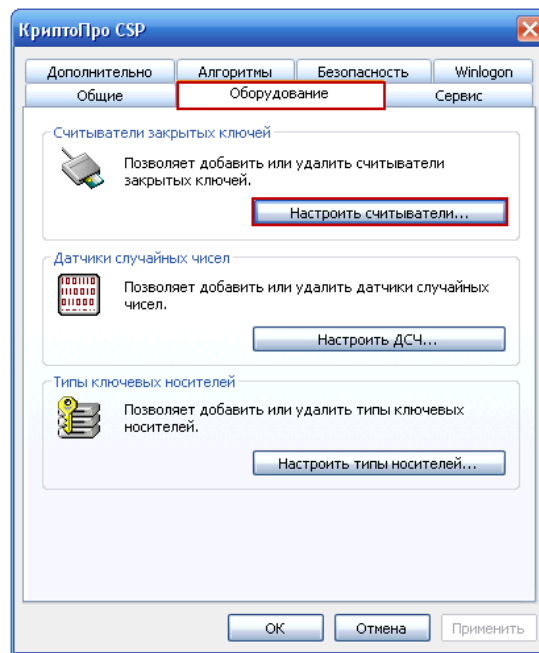 КриптоПро CSP
Дополнительно Алгоритмы Безопасность Winlogon
Общие Оборудование Сервис
Считыватели закрытых ключей
Позволяет добавить или удалить считыватели
закрытых ключей.
Настроить считыватели...
Датчики случайных чисел
Позволяет добавить или удалить датчики случайных
чисел.
Настроить ДСЧ...
Типы ключевых носителей
Позволяет добавить или удалить типы ключевых
носителей.
Настроить типы носителей...
ОК Отмена Применить